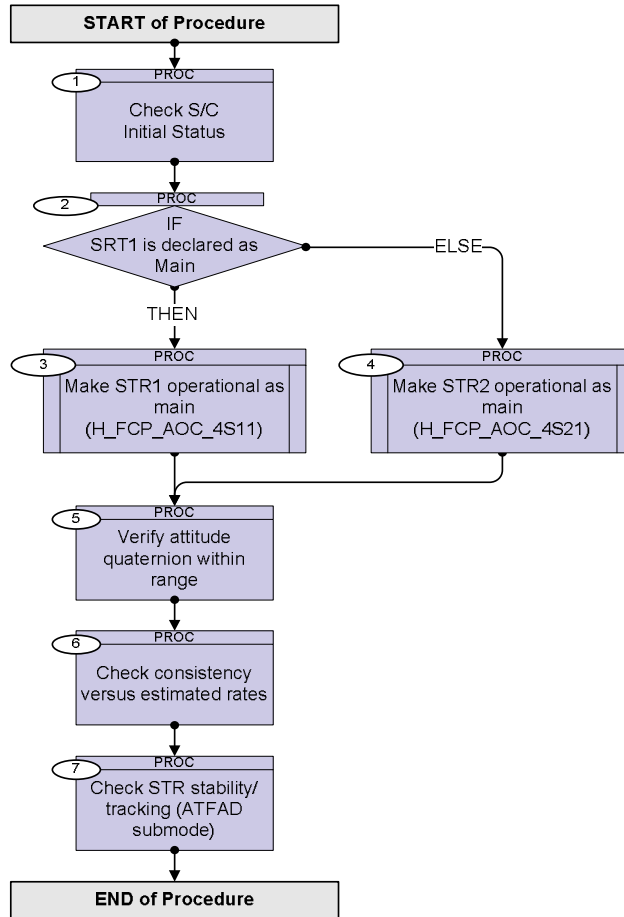 START of Procedure
PROC
1
Check S/C
Initial Status
PROC
2
IF
SRT1 is declared as
Main
ELSE
THEN
PROC
3
Make STR1 operational as
main
(H_FCP_AOC_4S11)
PROC
4
Make STR2 operational as
main
(H_FCP_AOC_4S21)
PROC
5
Verify attitude
quaternion within
range
PROC
6
Check consistency
versus estimated rates
PROC
7
Check STR stability/
tracking (ATFAD
submode)
END of Procedure